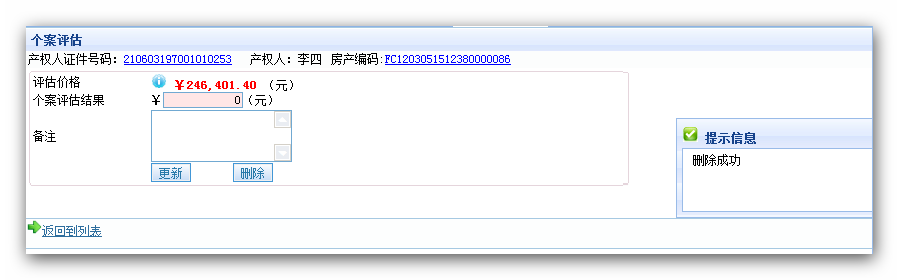 个案评估
产权人证件号码：210603197001010253 产权人：李四 房产编码:FC1203051512380000086
评估价格 ￥246,401.40 （元）
个案评估结果 ￥ 0 （元）
备注
更新 删除
提示信息
删除成功
返回到列表